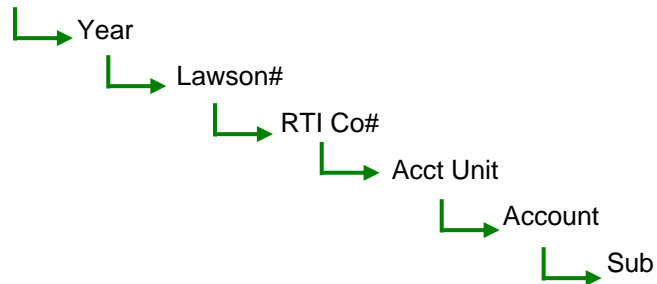 Year
Lawson#
RTI Co#
Acct Unit
Account
Sub